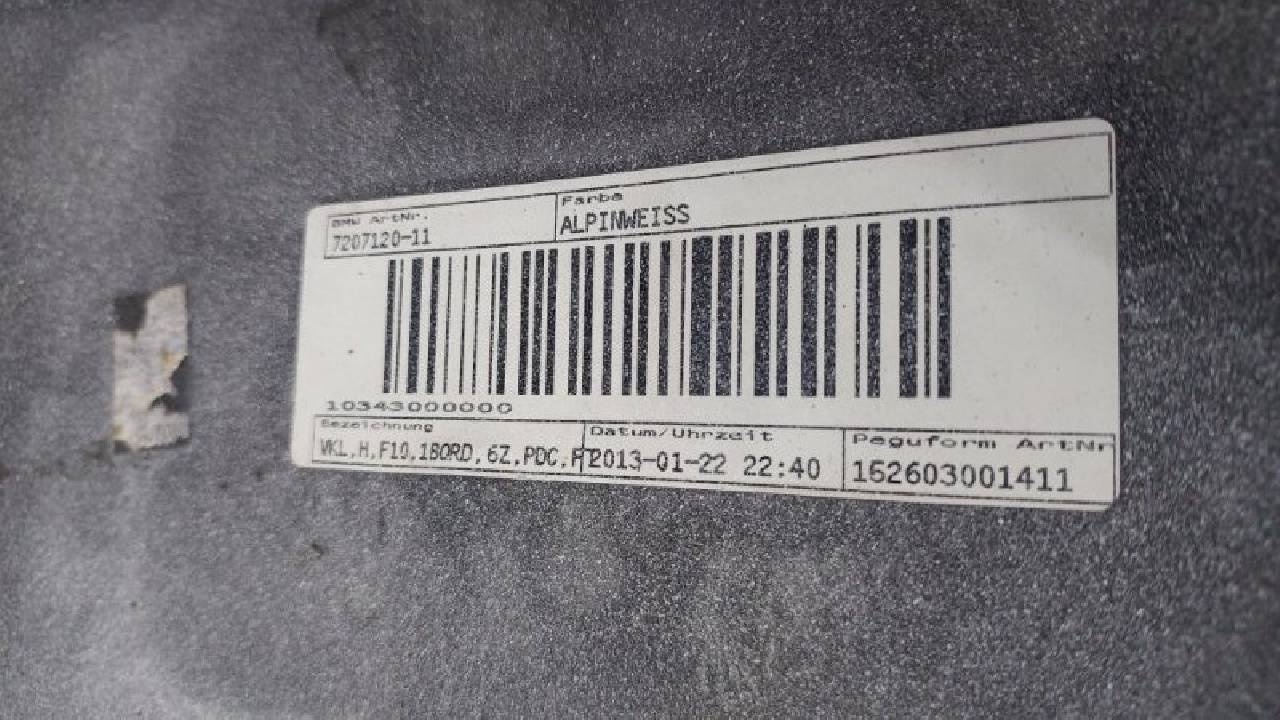 BMW ArtNr.
7207120-11
Farbe
ALPINWEISS
10343000000
Bezeichnung
VKL,H,F10,1BORD,6Z,PDC,
Datum/Uhrzeit
2013-01-22 22:40
Peguform ArtNr
162603001411